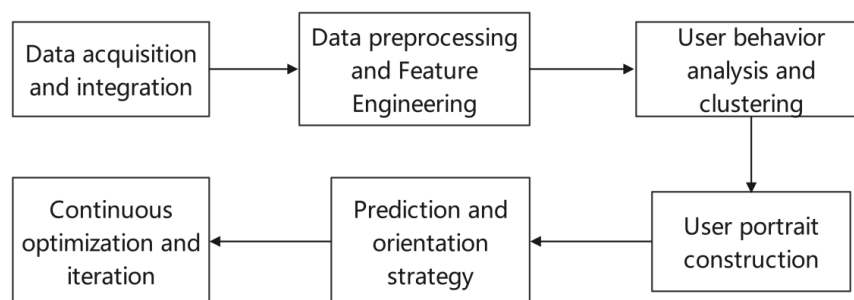 Data acquisition
and integration
Data preprocessing
and Feature
Engineering
User behavior
analysis and
clustering
User portrait
construction
Prediction and
orientation
strategy
Continuous
optimization and
iteration